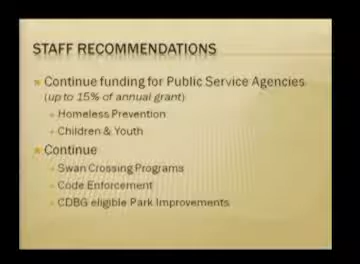 STAFF RECOMMENDATIONS
Continue funding for Public Service Agencies
(up to 15% of annual grant)
Homeless Prevention
Children & Youth
Continue
Swan Crossing Programs
Code Enforcement
CDBG eligible Park Improvements